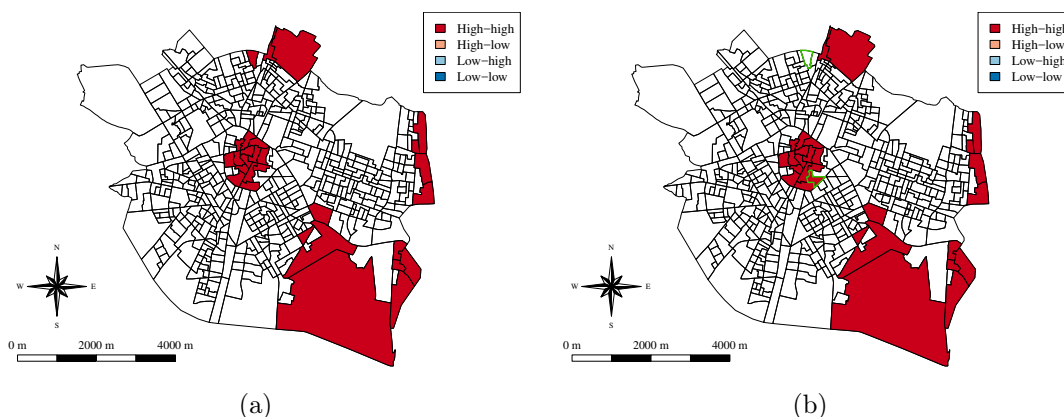 High−high
High−low
Low−high
Low−low
N
W
E
S
0 m
2000 m
4000 m
(a)
High−high
High−low
Low−high
Low−low
N
W
E
S
0 m
2000 m
4000 m
(b)